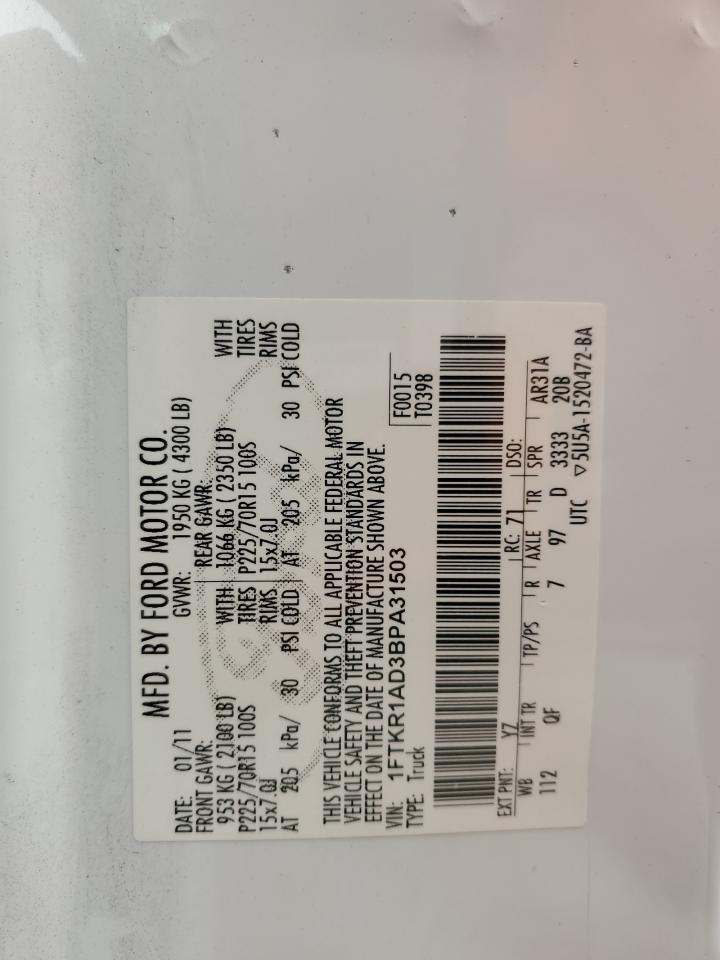 MFD. BY FORD MOTOR CO.
DATE: 01/11 GVWR: 1950 KG ( 4300 LB)
FRONT GAWR: REAR GAWR:
953 KG ( 2100 LB) WITH 1066 KG ( 2350 LB) WITH
P225/70R15 100S TIRES P225/70R15 100S TIRES
15x7.0J RIMS 15x7.0J RIMS
AT 205 kPa/ 30 PSI COLD AT 205 kPa/ 30 PSI COLD
THIS VEHICLE CONFORMS TO ALL APPLICABLE FEDERAL MOTOR
VEHICLE SAFETY AND THEFT PREVENTION STANDARDS IN
EFFECT ON THE DATE OF MANUFACTURE SHOWN ABOVE.
VIN: 1FTKR1AD3BPA31503 F0015
TYPE: Truck T0398
EXT PNT: YZ RC: 71 DSO:
WB INT TR TP/PS R AXLE TR SPR AR31A
112 QF 7 97 D 3333 20B
UTC ▽5U5A-1520472-BA